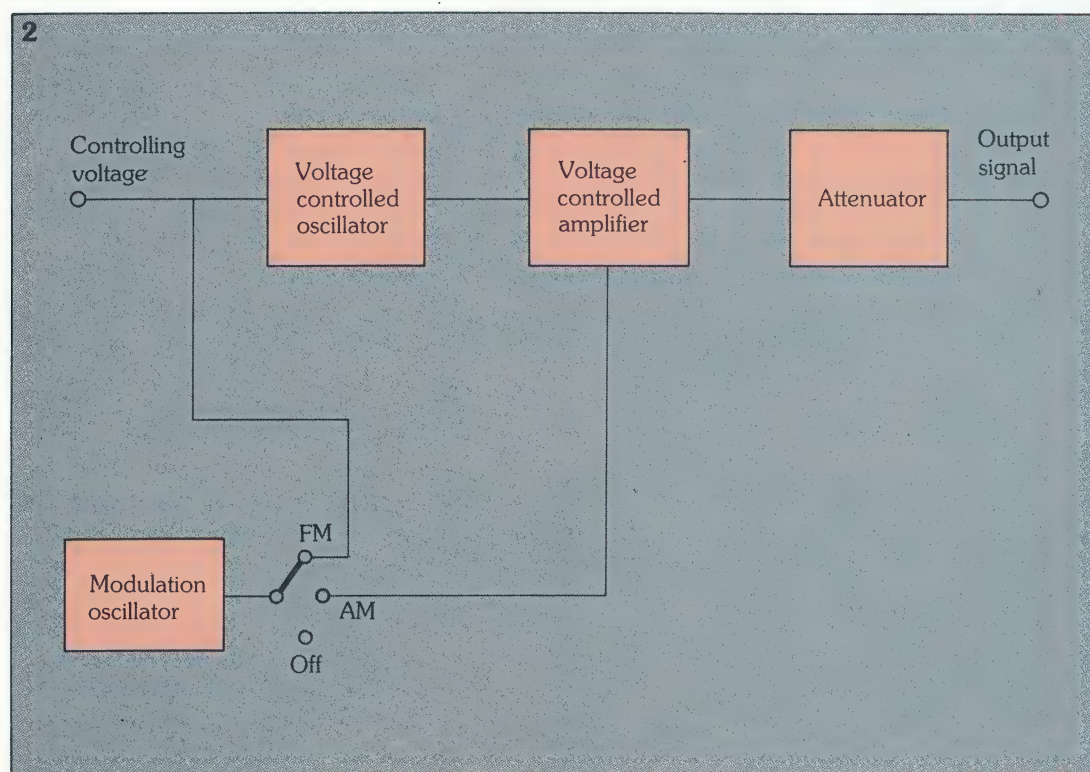 2
Controlling
voltage
Voltage
controlled
oscillator
Voltage
controlled
amplifier
Attenuator
Output
signal
FM
Modulation
oscillator
AM
Off